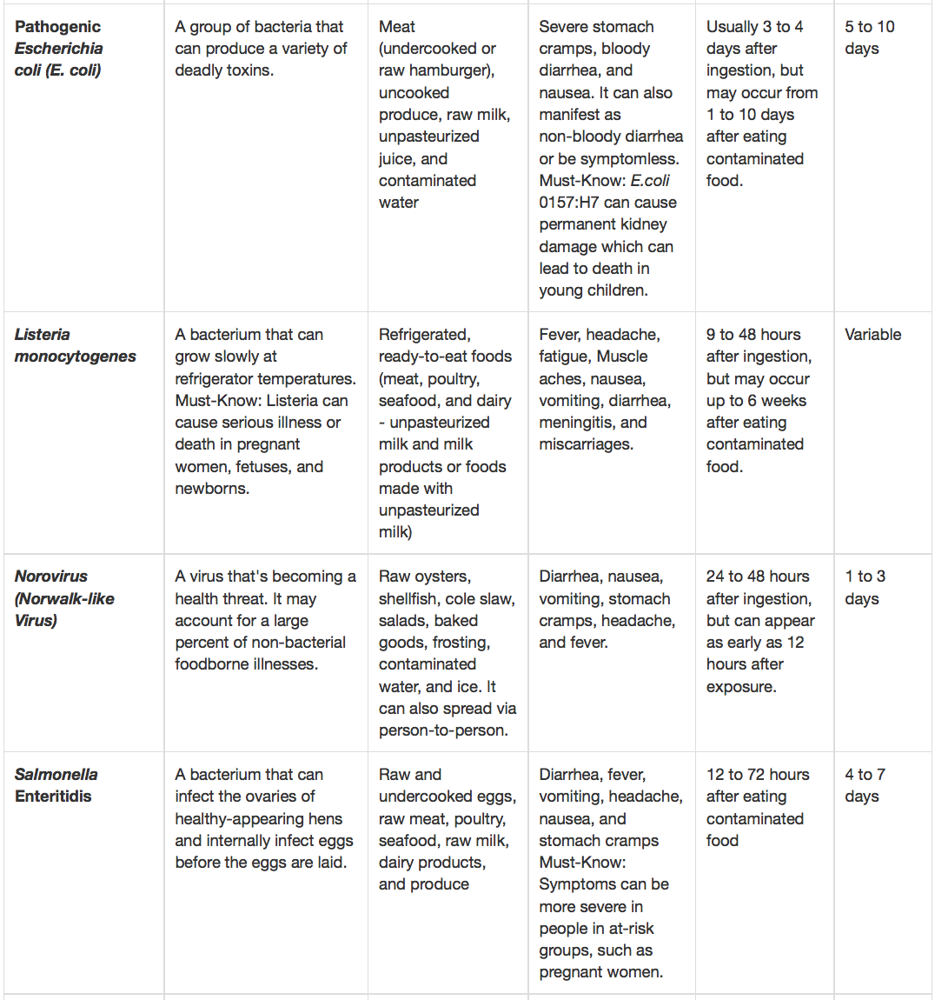 Pathogenic
Escherichia
coli (E. coli)
A group of bacteria that
can produce a variety of
deadly toxins.
Meat
(undercooked or
raw hamburger),
uncooked
produce, raw milk,
unpasteurized
juice, and
contaminated
water
Severe stomach
cramps, bloody
diarrhea, and
nausea. It can also
manifest as
non-bloody diarrhea
or be symptomless.
Must-Know: E.coli
0157:H7 can cause
permanent kidney
damage which can
lead to death in
young children.
Usually 3 to 4
days after
ingestion, but
may occur from
1 to 10 days
after eating
contaminated
food.
5 to 10
days
Listeria
monocytogenes
A bacterium that can
grow slowly at
refrigerator temperatures.
Must-Know: Listeria can
cause serious illness or
death in pregnant
women, fetuses, and
newborns.
Refrigerated,
ready-to-eat foods
(meat, poultry,
seafood, and dairy
- unpasteurized
milk and milk
products or foods
made with
unpasteurized
milk)
Fever, headache,
fatigue, Muscle
aches, nausea,
vomiting, diarrhea,
meningitis, and
miscarriages.
9 to 48 hours
after ingestion,
but may occur
up to 6 weeks
after eating
contaminated
food.
Variable
Norovirus
(Norwalk-like
Virus)
A virus that's becoming a
health threat. It may
account for a large
percent of non-bacterial
foodborne illnesses.
Raw oysters,
shellfish, cole slaw,
salads, baked
goods, frosting,
contaminated
water, and ice. It
can also spread via
person-to-person.
Diarrhea, nausea,
vomiting, stomach
cramps, headache,
and fever.
24 to 48 hours
after ingestion,
but can appear
as early as 12
hours after
exposure.
1 to 3
days
Salmonella
Enteritidis
A bacterium that can
infect the ovaries of
healthy-appearing hens
and internally infect eggs
before the eggs are laid.
Raw and
undercooked eggs,
raw meat, poultry,
seafood, raw milk,
dairy products,
and produce
Diarrhea, fever,
vomiting, headache,
nausea, and
stomach cramps
Must-Know:
Symptoms can be
more severe in
people in at-risk
groups, such as
pregnant women.
12 to 72 hours
after eating
contaminated
food
4 to 7
days